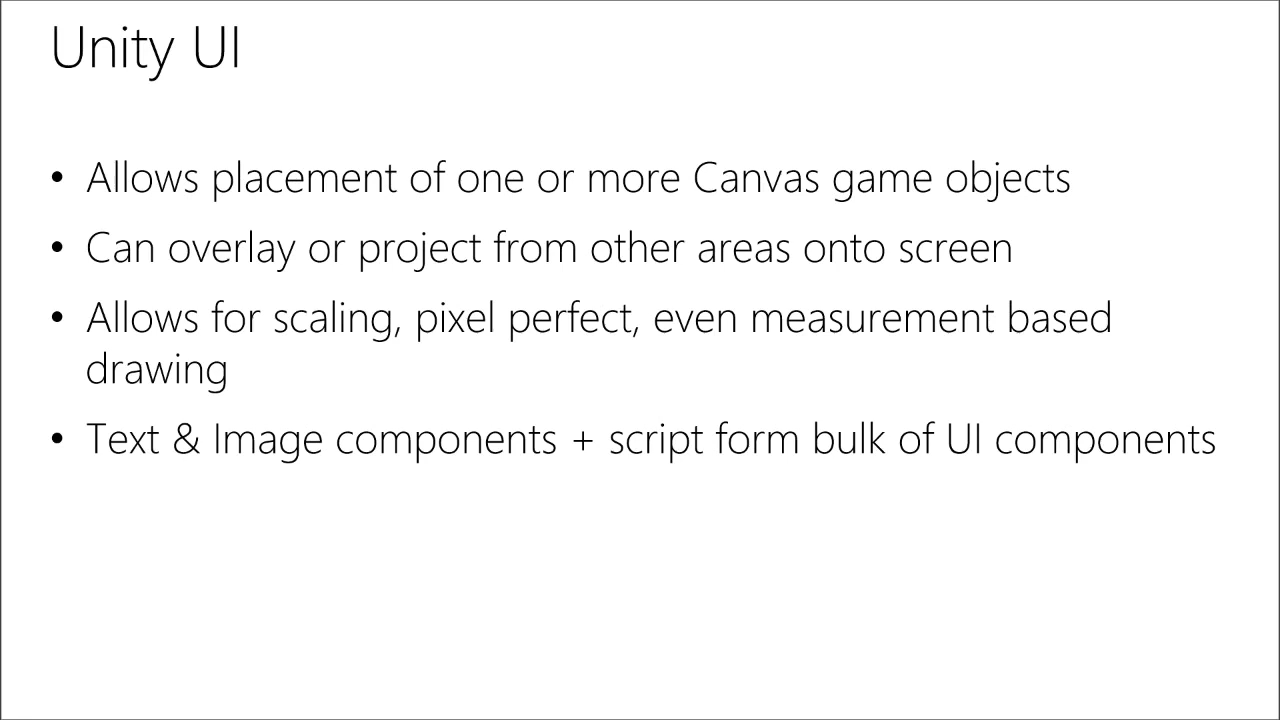 Unity UI
• Allows placement of one or more Canvas game objects
• Can overlay or project from other areas onto screen
• Allows for scaling, pixel perfect, even measurement based
drawing
• Text & Image components + script form bulk of UI components